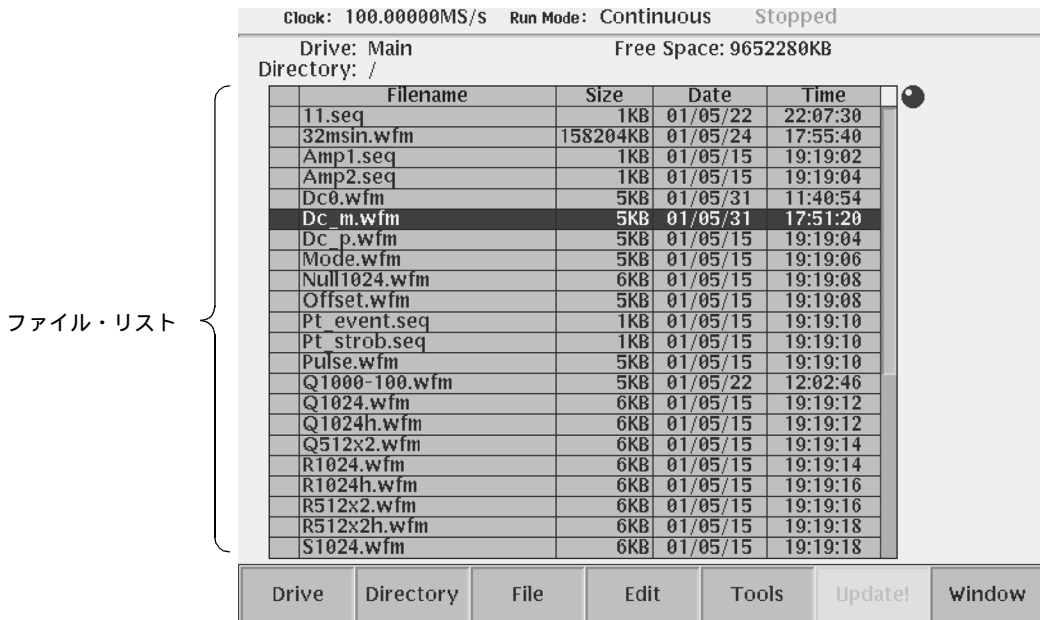 Clock: 100.00000MS/s Run Mode: Continuous Stopped
Drive: Main Free Space: 9652280KB
Directory: /
Filename Size Date Time
11.seq 1KB 01/05/22 22:07:30
32msin.wfm 158204KB 01/05/24 17:55:40
Amp1.seq 1KB 01/05/15 19:19:02
Amp2.seq 1KB 01/05/15 19:19:04
Dc0.wfm 5KB 01/05/31 11:40:54
Dc_m.wfm 5KB 01/05/31 17:51:20
Dc_p.wfm 5KB 01/05/15 19:19:04
Mode.wfm 5KB 01/05/15 19:19:06
Null1024.wfm 6KB 01/05/15 19:19:08
Offset.wfm 5KB 01/05/15 19:19:08
ファイル・リスト
Pt_event.seq 1KB 01/05/15 19:19:10
Pt_strob.seq 1KB 01/05/15 19:19:10
Pulse.wfm 5KB 01/05/15 19:19:10
Q1000-100.wfm 5KB 01/05/22 12:02:46
Q1024.wfm 6KB 01/05/15 19:19:12
Q1024h.wfm 6KB 01/05/15 19:19:12
Q512x2.wfm 6KB 01/05/15 19:19:14
R1024.wfm 6KB 01/05/15 19:19:14
R1024h.wfm 6KB 01/05/15 19:19:16
R512x2.wfm 6KB 01/05/15 19:19:16
R512x2h.wfm 6KB 01/05/15 19:19:18
S1024.wfm 6KB 01/05/15 19:19:18
Drive Directory File Edit Tools Update! Window